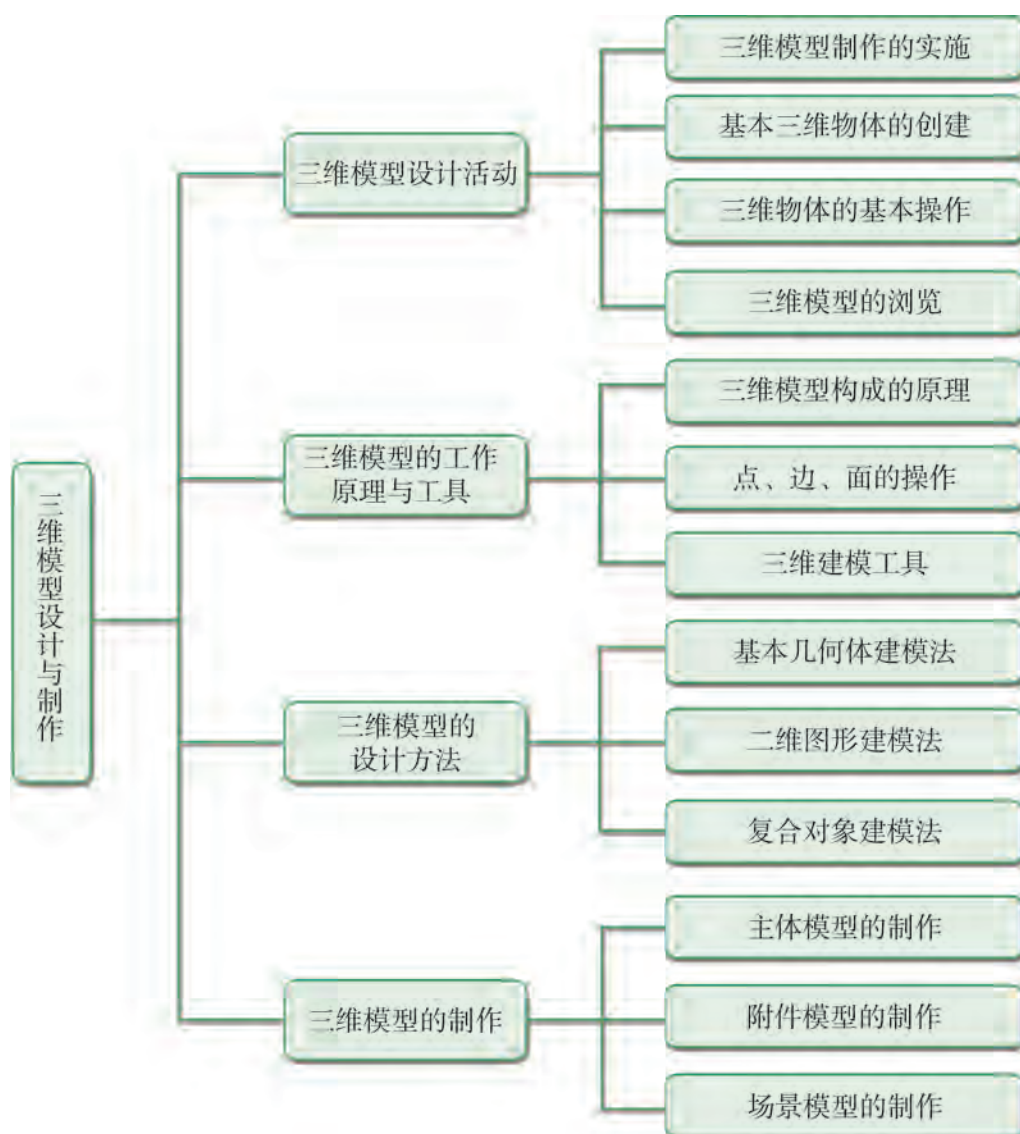 三维模型设计与制作
三维模型设计活动
三维模型制作的实施
基本三维物体的创建
三维物体的基本操作
三维模型的浏览
三维模型的工作
原理与工具
三维模型构成的原理
点、边、面的操作
三维建模工具
三维模型的
设计方法
基本几何体建模法
二维图形建模法
复合对象建模法
三维模型的制作
主体模型的制作
附件模型的制作
场景模型的制作